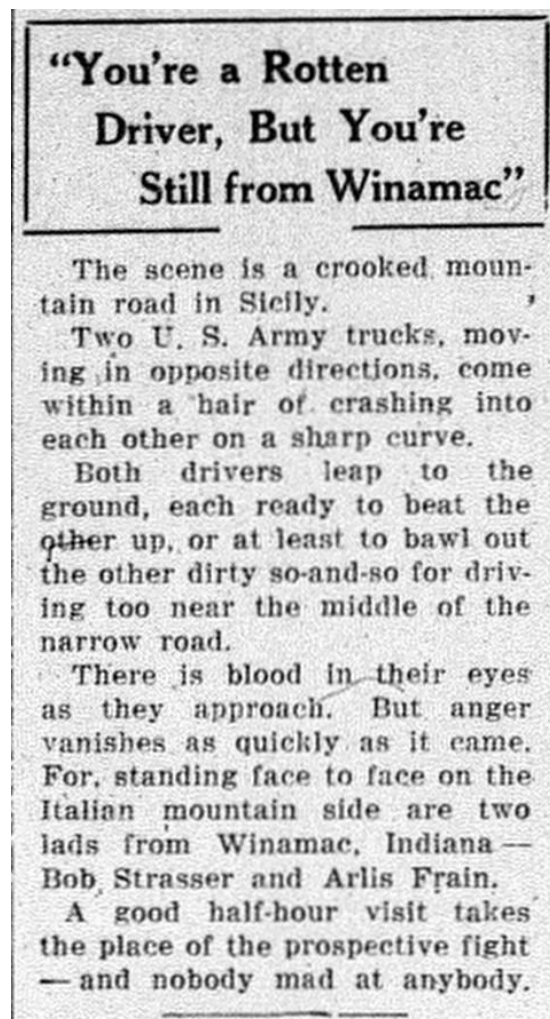 "You're a Rotten
Driver, But You're
Still from Winamac"
The scene is a crooked moun-
tain road in Sicily.
Two U. S. Army trucks, mov-
ing in opposite directions, come
within a hair of crashing into
each other on a sharp curve.
Both drivers leap to the
ground, each ready to beat the
other up, or at least to bawl out
the other dirty so-and-so for driv-
ing too near the middle of the
narrow road.
There is blood in their eyes
as they approach. But anger
vanishes as quickly as it came.
For, standing face to face on the
Italian mountain side are two
lads from Winamac, Indiana—
Bob Strasser and Arlis Frain.
A good half-hour visit takes
the place of the prospective fight
—and nobody mad at anybody.